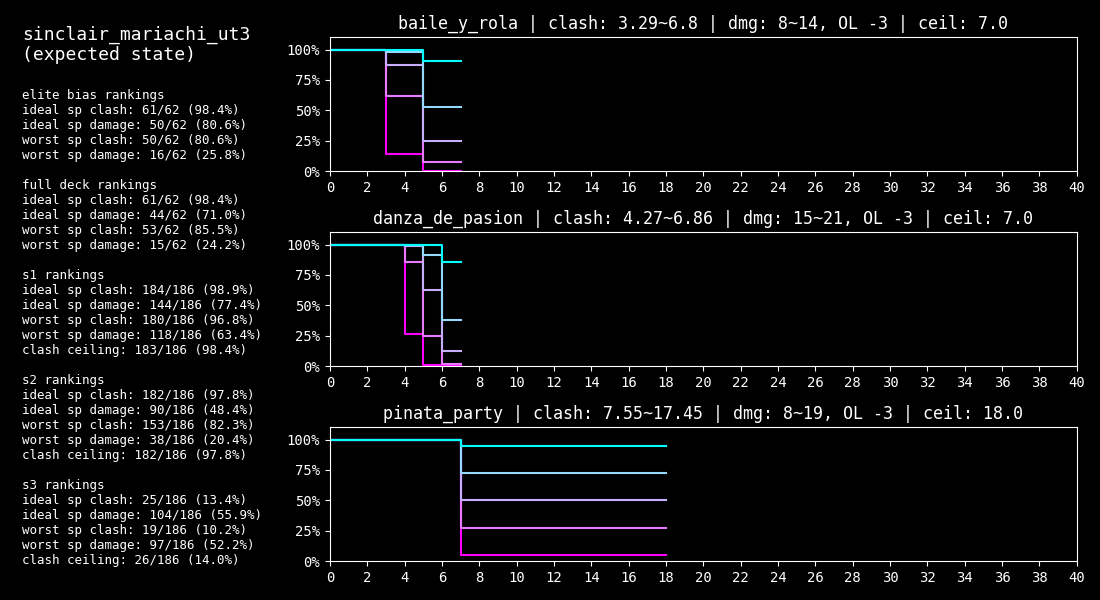 sinclair_mariachi_ut3
(expected state)
elite bias rankings
ideal sp clash: 61/62 (98.4%)
ideal sp damage: 50/62 (80.6%)
worst sp clash: 50/62 (80.6%)
worst sp damage: 16/62 (25.8%)
full deck rankings
ideal sp clash: 61/62 (98.4%)
ideal sp damage: 44/62 (71.0%)
worst sp clash: 53/62 (85.5%)
worst sp damage: 15/62 (24.2%)
s1 rankings
ideal sp clash: 184/186 (98.9%)
ideal sp damage: 144/186 (77.4%)
worst sp clash: 180/186 (96.8%)
worst sp damage: 118/186 (63.4%)
clash ceiling: 183/186 (98.4%)
s2 rankings
ideal sp clash: 182/186 (97.8%)
ideal sp damage: 90/186 (48.4%)
worst sp clash: 153/186 (82.3%)
worst sp damage: 38/186 (20.4%)
clash ceiling: 182/186 (97.8%)
s3 rankings
ideal sp clash: 25/186 (13.4%)
ideal sp damage: 104/186 (55.9%)
worst sp clash: 19/186 (10.2%)
worst sp damage: 97/186 (52.2%)
clash ceiling: 26/186 (14.0%)
baile_y_rola | clash: 3.29~6.8 | dmg: 8~14, OL -3 | ceil: 7.0
100%
75%
50%
25%
0%
0 2 4 6 8 10 12 14 16 18 20 22 24 26 28 30 32 34 36 38 40
danza_de_pasion | clash: 4.27~6.86 | dmg: 15~21, OL -3 | ceil: 7.0
100%
75%
50%
25%
0%
0 2 4 6 8 10 12 14 16 18 20 22 24 26 28 30 32 34 36 38 40
pinata_party | clash: 7.55~17.45 | dmg: 8~19, OL -3 | ceil: 18.0
100%
75%
50%
25%
0%
0 2 4 6 8 10 12 14 16 18 20 22 24 26 28 30 32 34 36 38 40